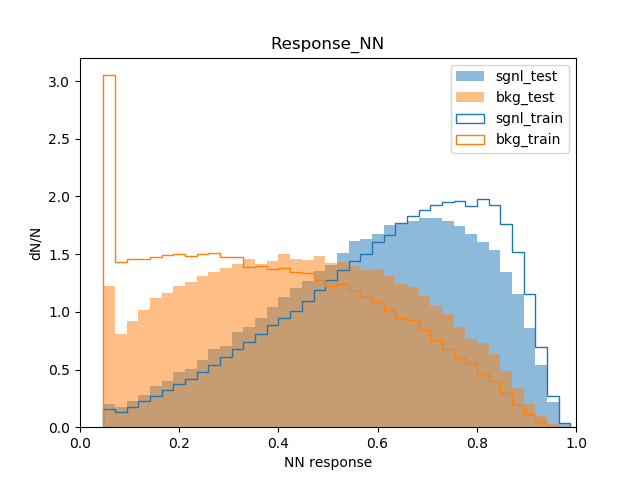 Response_NN
sgnl_test
bkg_test
sgnl_train
bkg_train
3.0
2.5
2.0
1.5
1.0
0.5
0.0
dN/N
0.0 0.2 0.4 0.6 0.8 1.0
NN response